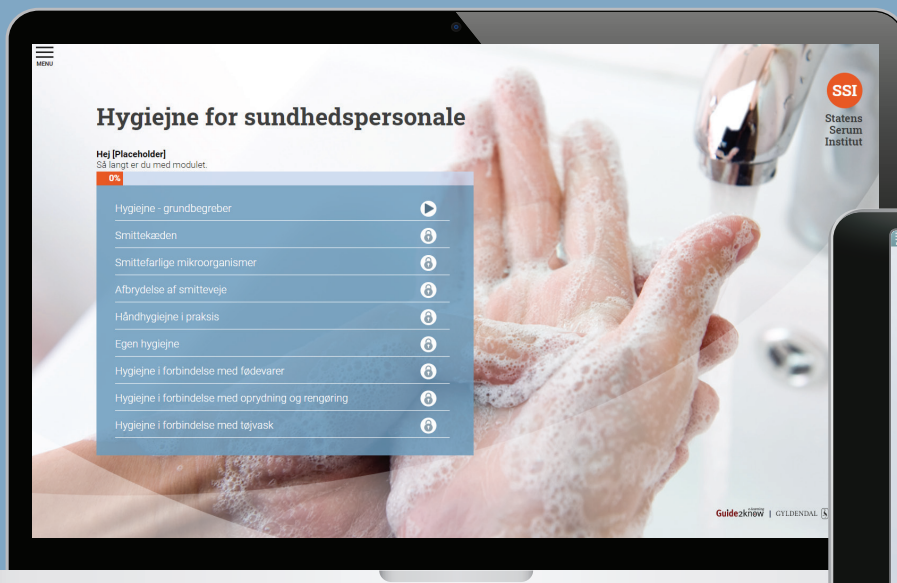 MENU
SSI
Statens
Serum
Institut
Hygiejne for sundhedspersonale
Hej [Placeholder]
Så langt er du med modulet.
0%
Hygiejne - grundbegreber
Smittekæden
Smittefarlige mikroorganismer
Afbrydelse af smitteveje
Håndhygiejne i praksis
Egen hygiejne
Hygiejne i forbindelse med fødevarer
Hygiejne i forbindelse med oprydning og rengøring
Hygiejne i forbindelse med tøjvask
Guide2know | GYLDENDAL